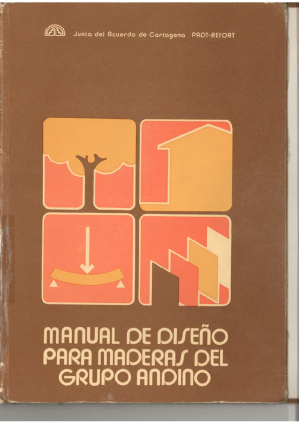 Junta del Acuerdo de Cartagena PADT-REFORT
MANUAL DE DISEÑO
PARA MADERAS DEL
GRUPO ANDINO